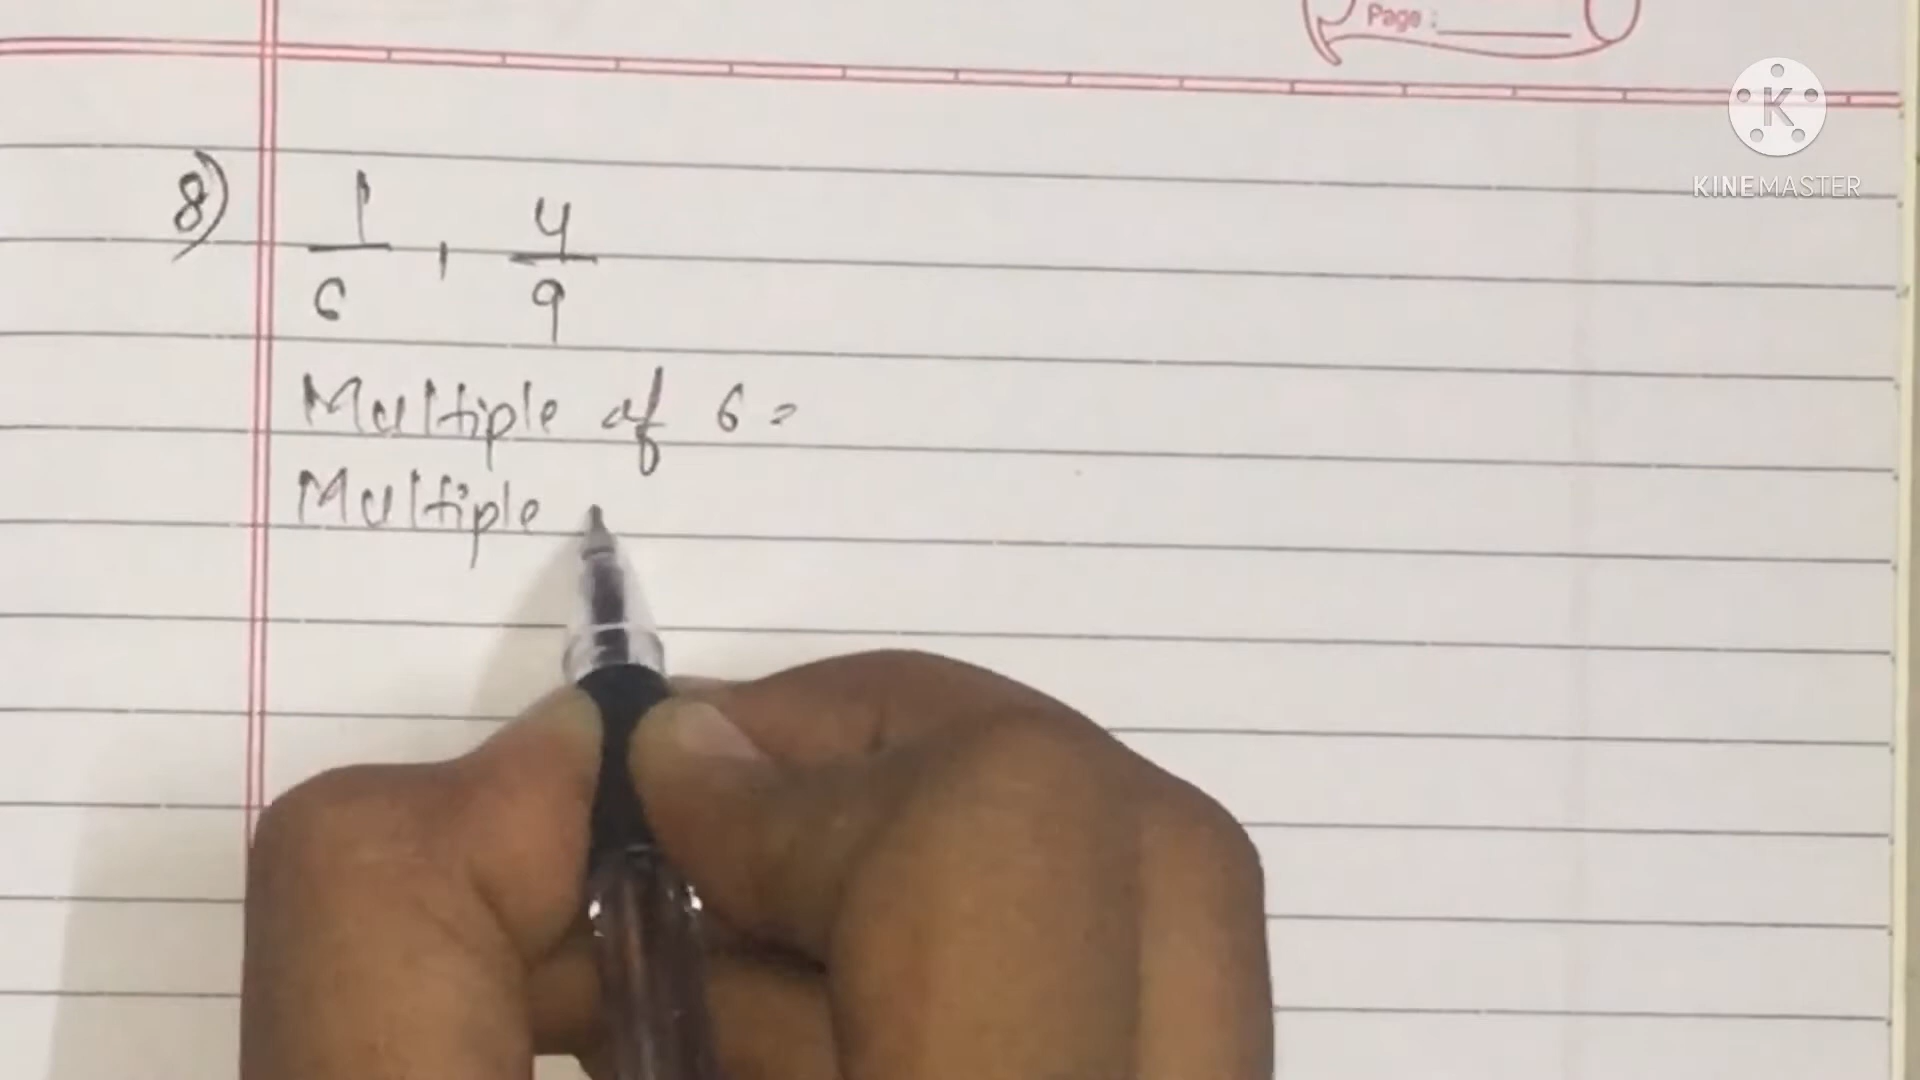 Page :
KINEMASTER
8) 1/6 , 4/9
Multiple of 6 =
Multiple